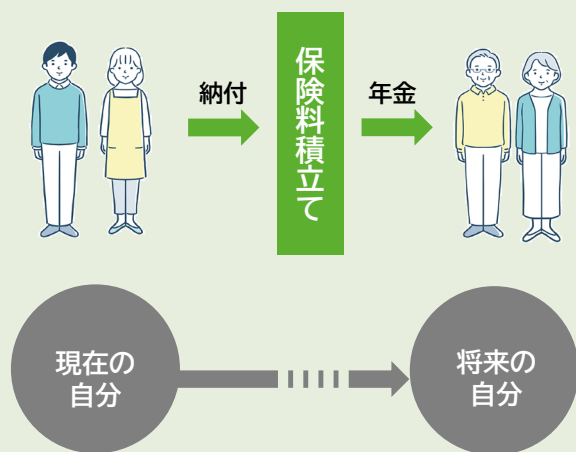 納付
保険料積立て
年金
現在の
自分
将来の
自分